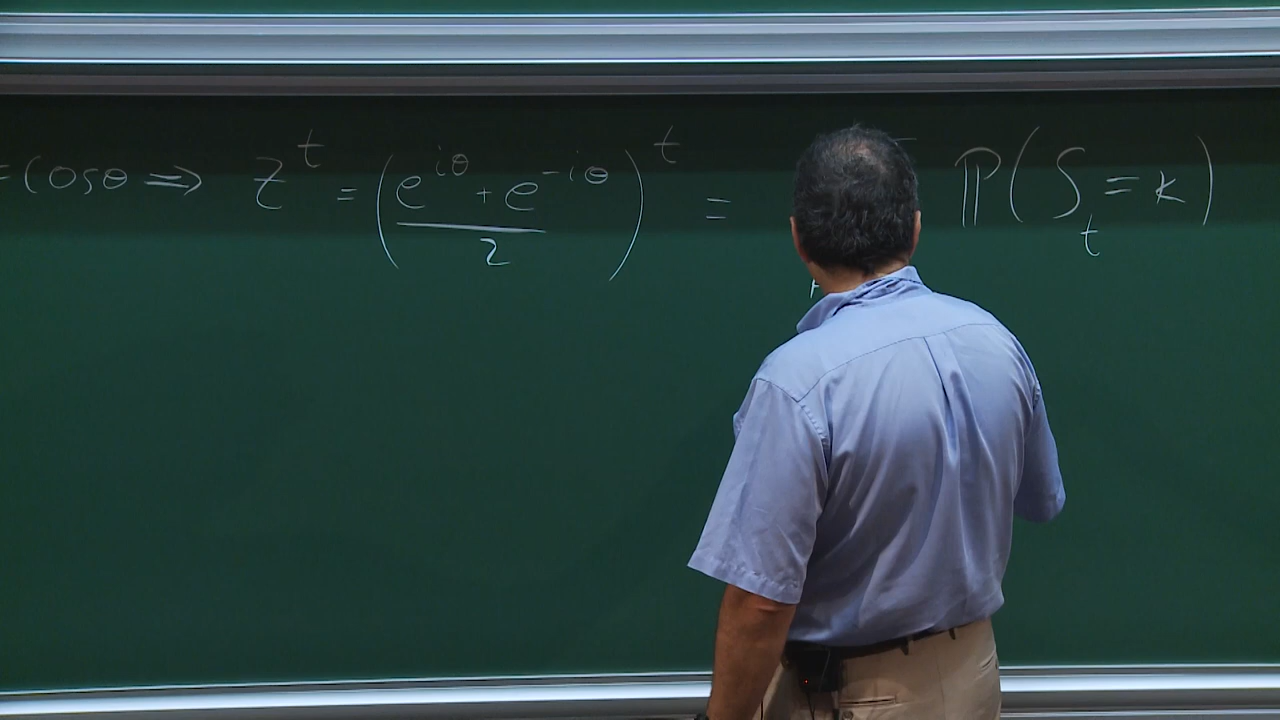 = cosθ ⇒ z^t = ((e^{iθ} + e^{-iθ})/2)^t = ℙ(S_t = k)